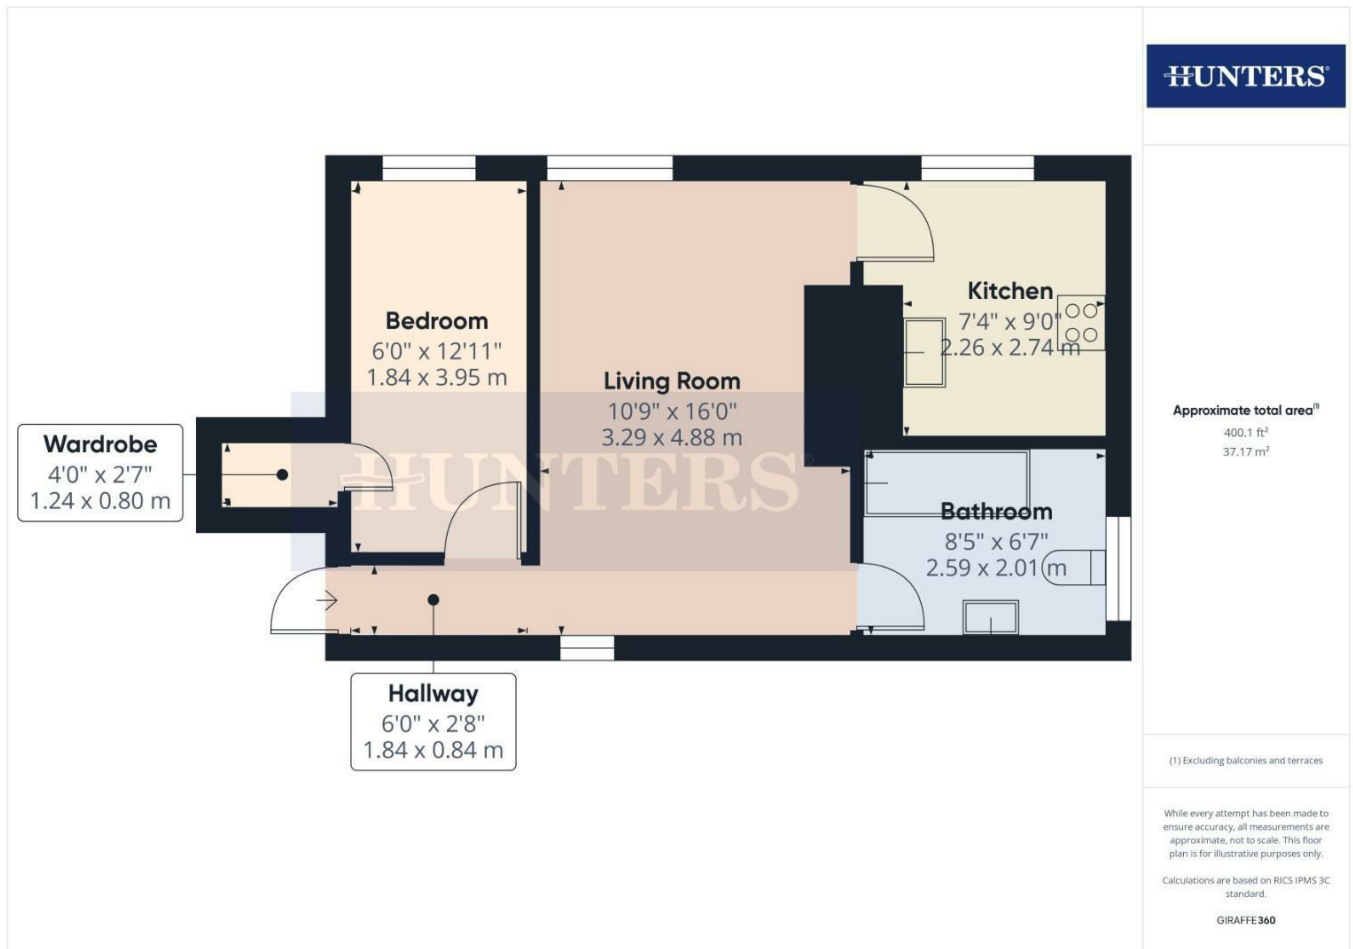 HUNTERS®
Bedroom
6'0" x 12'11"
1.84 x 3.95 m
Living Room
10'9" x 16'0"
3.29 x 4.88 m
Kitchen
7'4" x 9'0"
2.26 x 2.74 m
Wardrobe
4'0" x 2'7"
1.24 x 0.80 m
HUNTERS®
Bathroom
8'5" x 6'7"
2.59 x 2.01 m
Hallway
6'0" x 2'8"
1.84 x 0.84 m
Approximate total area(1)
400.1 ft²
37.17 m²
(1) Excluding balconies and terraces
While every attempt has been made to
ensure accuracy, all measurements are
approximate, not to scale. This floor
plan is for illustrative purposes only.
Calculations are based on RICS IPMS 3C
standard.
GIRAFFE360